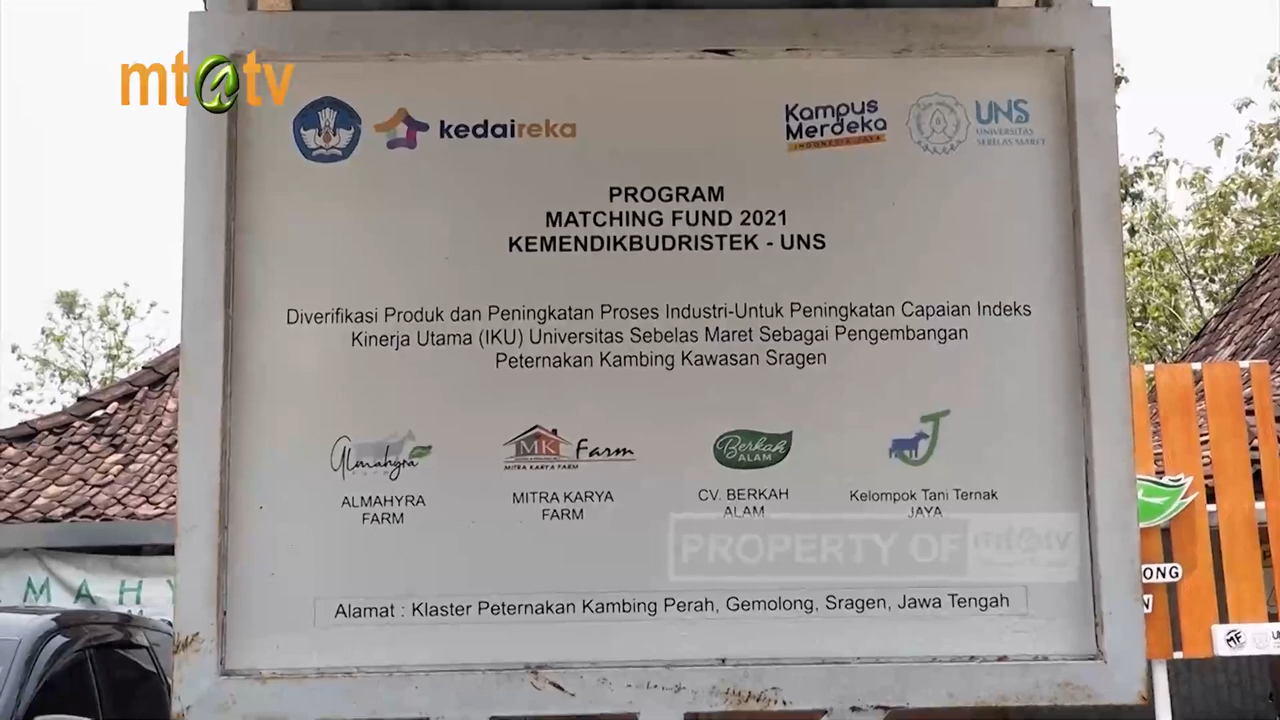 mt@tv
kedaireka
Kampus
Merdeka
INDONESIA JAYA
UNS
UNIVERSITAS
SEBELAS MARET
PROGRAM
MATCHING FUND 2021
KEMENDIKBUDRISTEK - UNS
Diverifikasi Produk dan Peningkatan Proses Industri-Untuk Peningkatan Capaian Indeks
Kinerja Utama (IKU) Universitas Sebelas Maret Sebagai Pengembangan
Peternakan Kambing Kawasan Sragen
Almahyra
FARM
MK Farm
MITRA KARYA FARM
Berkah
ALAM
J
ALMAHYRA
FARM
MITRA KARYA
FARM
CV. BERKAH
ALAM
Kelompok Tani Ternak
JAYA
PROPERTY OF mt@tv
Alamat : Klaster Peternakan Kambing Perah, Gemolong, Sragen, Jawa Tengah
MAHY
ONG
N
MF